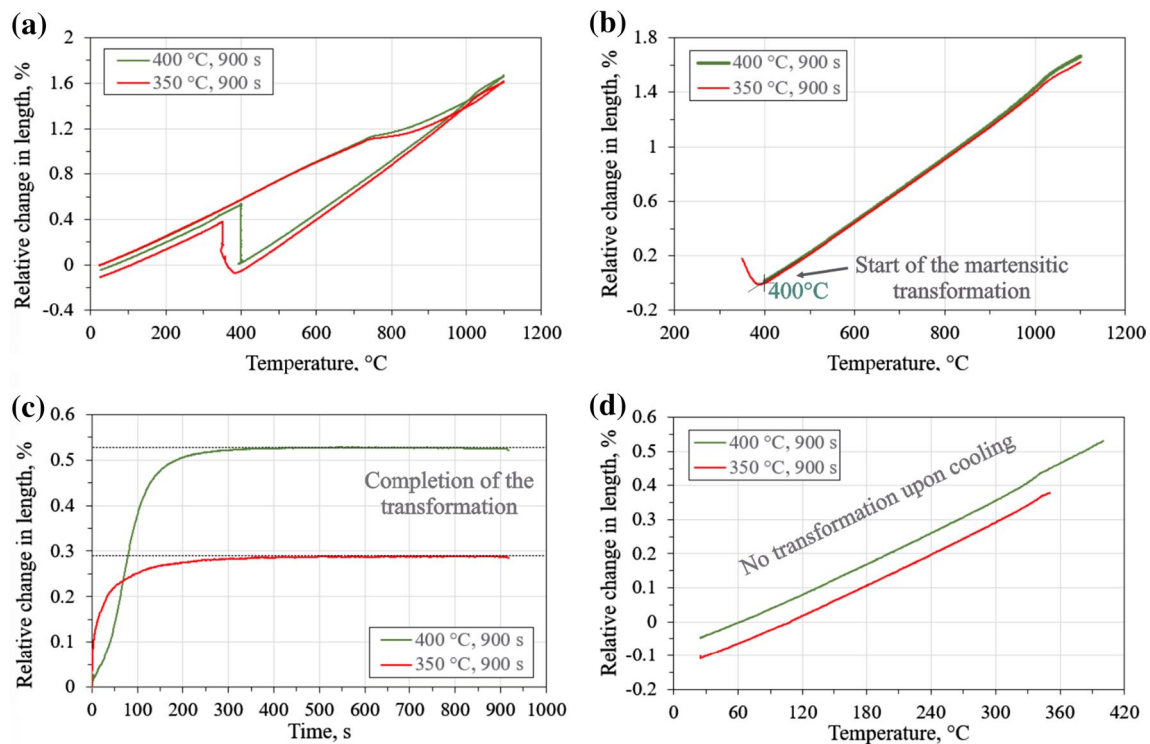 (a)
Relative change in length, %
2
1.6
1.2
0.8
0.4
0
-0.4
400 °C, 900 s
350 °C, 900 s
0
200
400
600
800
1000
1200
Temperature, °C
(b)
Relative change in length, %
1.8
1.4
1
0.6
0.2
-0.2
400 °C, 900 s
350 °C, 900 s
Start of the martensitic
transformation
400°C
200
400
600
800
1000
1200
Temperature, °C
(c)
Relative change in length, %
0.6
0.5
0.4
0.3
0.2
0.1
0
Completion of the
transformation
400 °C, 900 s
350 °C, 900 s
0
100
200
300
400
500
600
700
800
900
1000
Time, s
(d)
Relative change in length, %
0.6
0.5
0.4
0.3
0.2
0.1
0
-0.1
-0.2
400 °C, 900 s
350 °C, 900 s
No transformation upon cooling
0
60
120
180
240
300
360
420
Temperature, °C